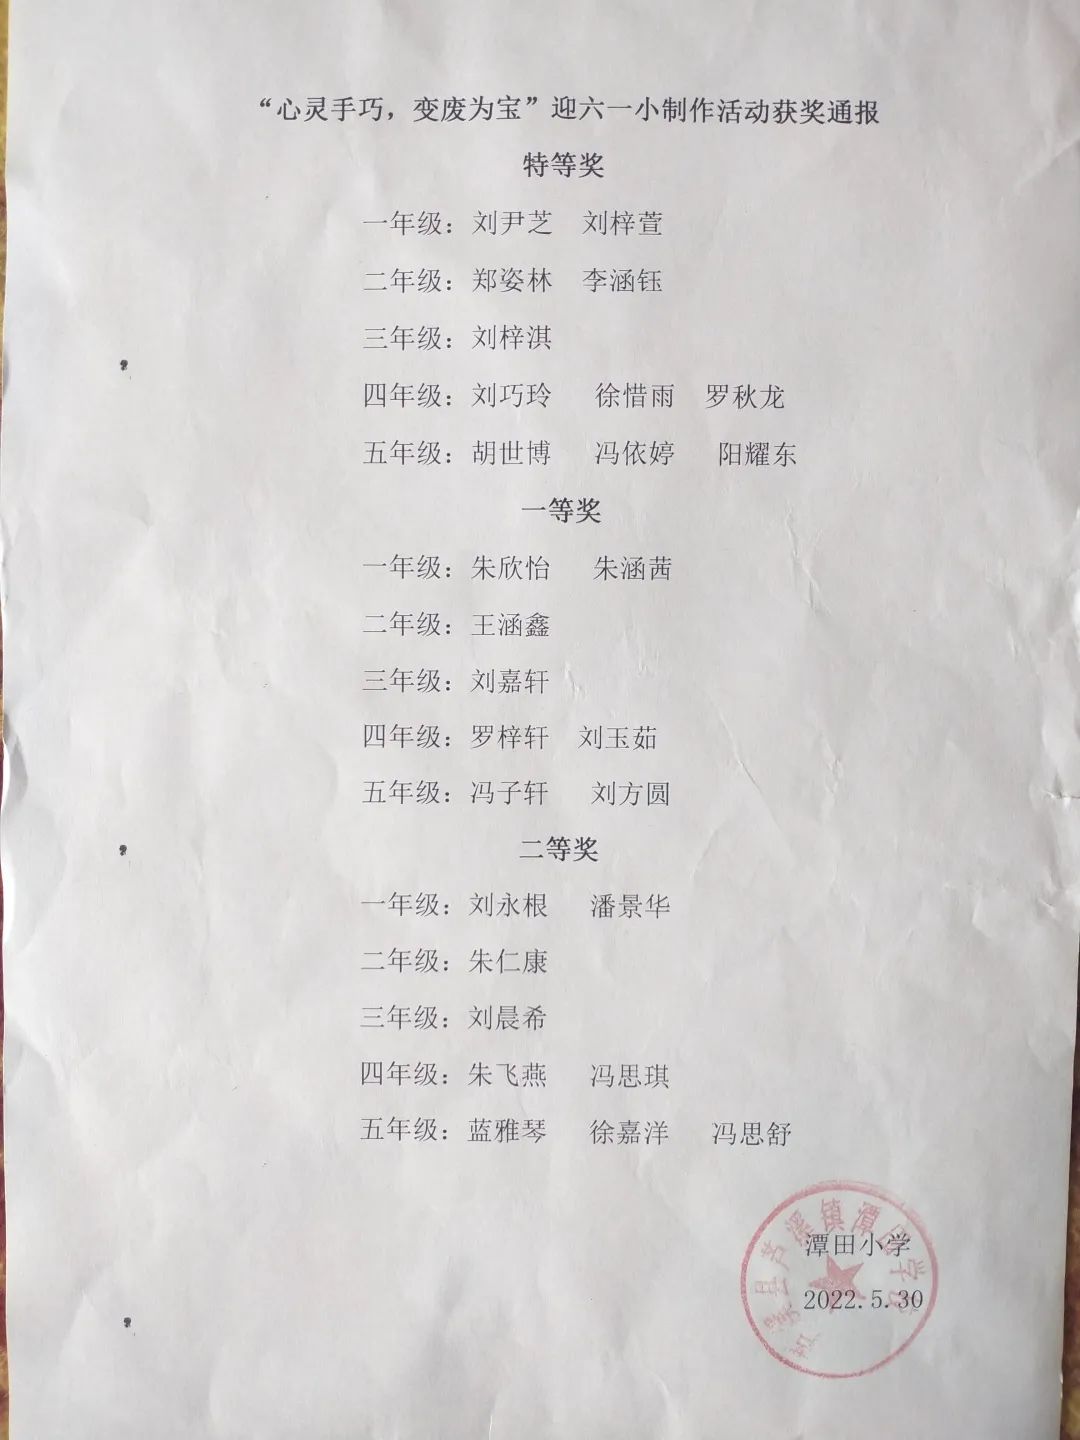 “心灵手巧，变废为宝”迎六一小制作活动获奖通报
特等奖
一年级：刘尹芝 刘梓萱
二年级：郑姿林 李涵钰
三年级：刘梓淇
四年级：刘巧玲 徐惜雨 罗秋龙
五年级：胡世博 冯依婷 阳耀东
一等奖
一年级：朱欣怡 朱涵茜
二年级：王涵鑫
三年级：刘嘉轩
四年级：罗梓轩 刘玉茹
五年级：冯子轩 刘方圆
二等奖
一年级：刘永根 潘景华
二年级：朱仁康
三年级：刘晨希
四年级：朱飞燕 冯思琪
五年级：蓝雅琴 徐嘉洋 冯思舒
潭田小学
2022.5.30
县芦溪镇潭田学